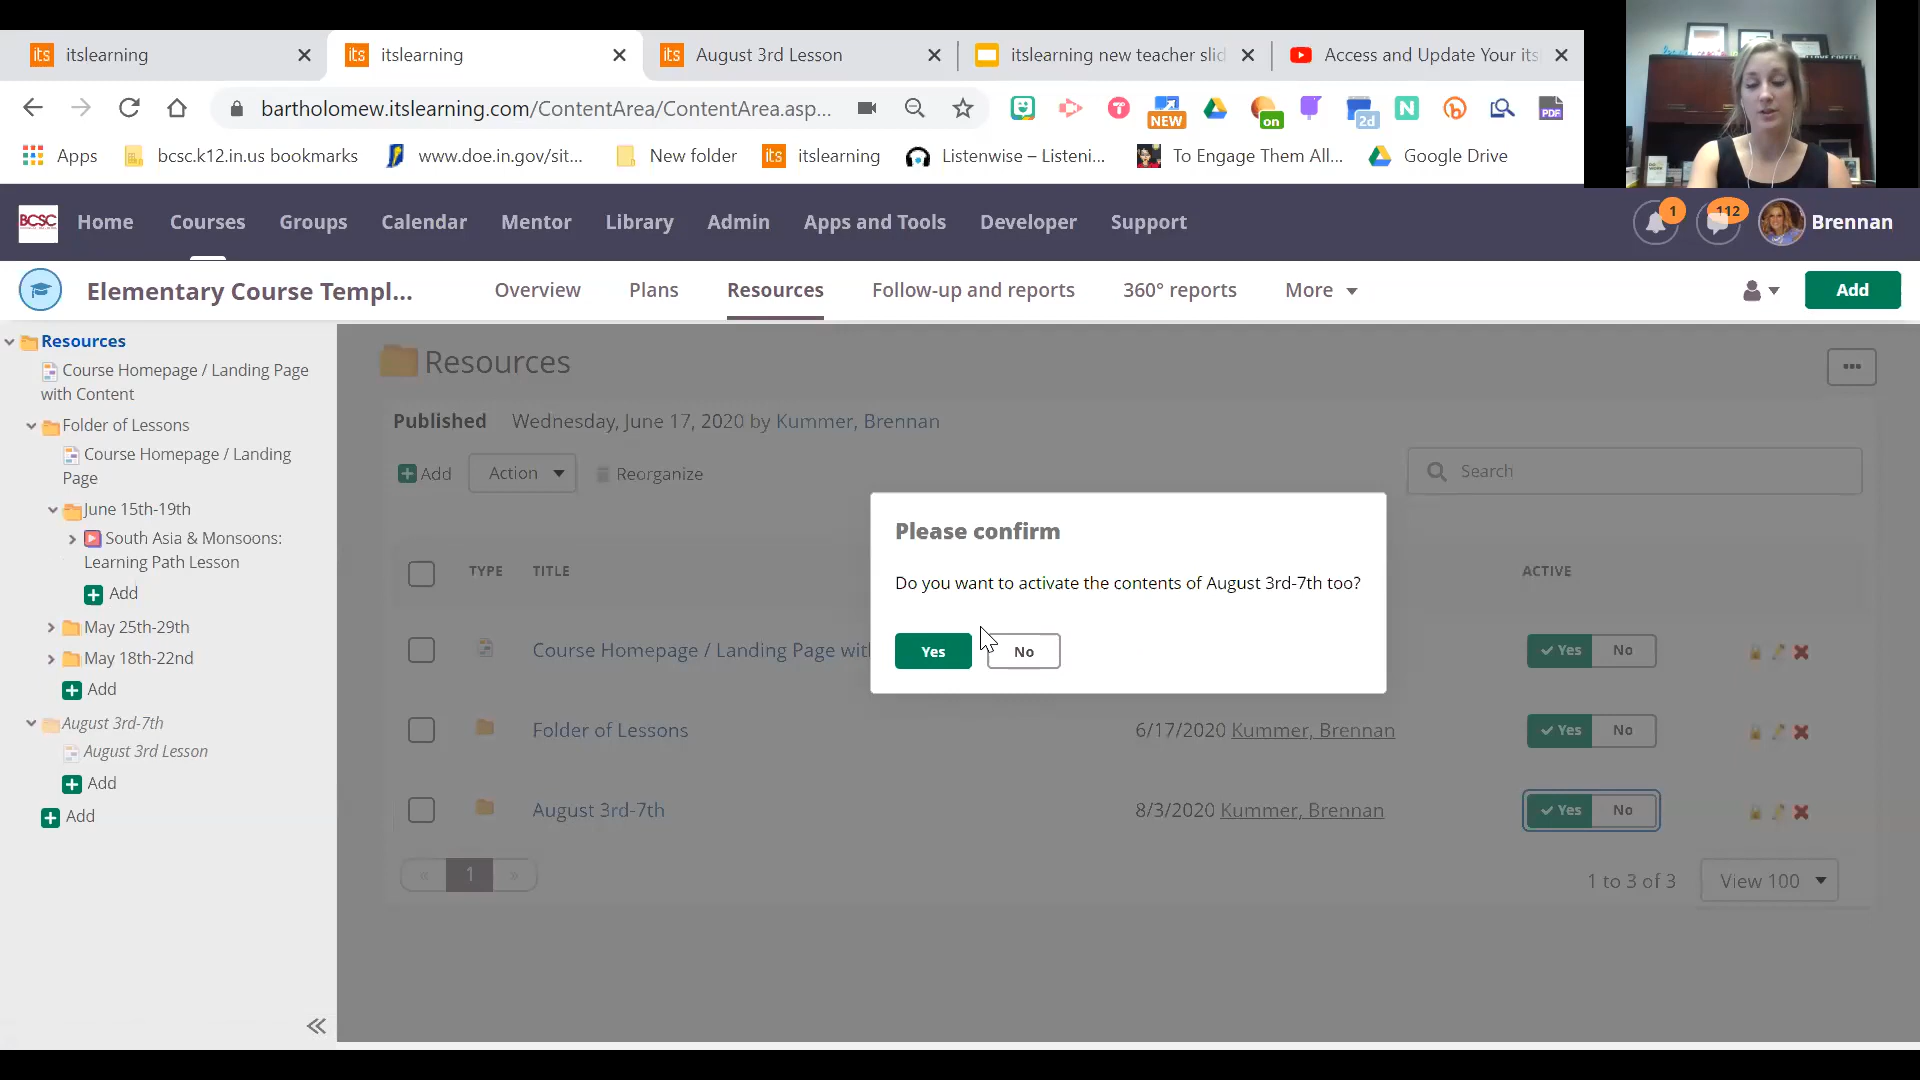 its itslearning
its itslearning
its August 3rd Lesson
itslearning new teacher slid
Access and Update Your its
bartholomew.itslearning.com/ContentArea/ContentArea.asp...
NEW
on
2d
N
PDF
Apps
bcsc.k12.in.us bookmarks
www.doe.in.gov/sit...
New folder
its itslearning
Listenwise – Listeni...
To Engage Them All...
Google Drive
BCSC Home Courses Groups Calendar Mentor Library Admin Apps and Tools Developer Support 1 112 Brennan
Elementary Course Templ... Overview Plans Resources Follow-up and reports 360° reports More Add
Resources
Course Homepage / Landing Page
with Content
Folder of Lessons
Course Homepage / Landing
Page
June 15th-19th
South Asia & Monsoons:
Learning Path Lesson
Add
May 25th-29th
May 18th-22nd
Add
August 3rd-7th
August 3rd Lesson
Add
Add
Resources
Published Wednesday, June 17, 2020 by Kummer, Brennan
Add Action Reorganize Search
TYPE TITLE ACTIVE
Please confirm
Do you want to activate the contents of August 3rd-7th too?
Yes No
Course Homepage / Landing Page wit Yes No
Folder of Lessons 6/17/2020 Kummer, Brennan Yes No
August 3rd-7th 8/3/2020 Kummer, Brennan Yes No
« 1 » 1 to 3 of 3 View 100